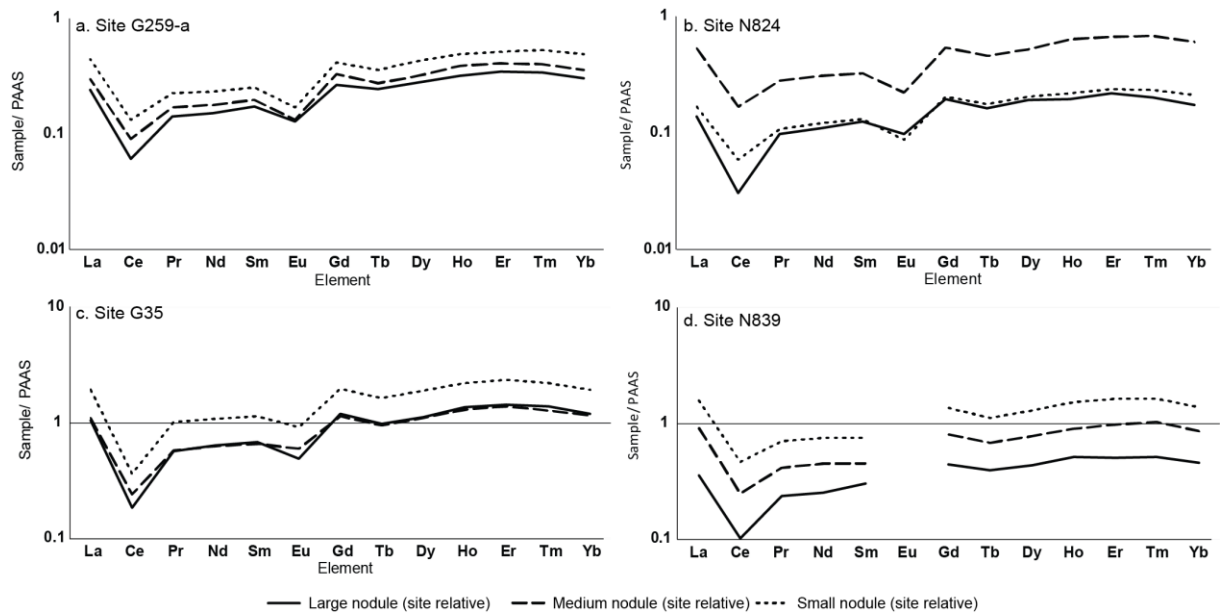 a. Site G259-a
1
0.1
0.01
Sample/ PAAS
La Ce Pr Nd Sm Eu Gd Tb Dy Ho Er Tm Yb
Element
b. Site N824
1
0.1
0.01
Sample/ PAAS
La Ce Pr Nd Sm Eu Gd Tb Dy Ho Er Tm Yb
Element
c. Site G35
10
1
0.1
Sample/ PAAS
La Ce Pr Nd Sm Eu Gd Tb Dy Ho Er Tm Yb
Element
d. Site N839
10
1
0.1
Sample/ PAAS
La Ce Pr Nd Sm Eu Gd Tb Dy Ho Er Tm Yb
Element
Large nodule (site relative) Medium nodule (site relative) Small nodule (site relative)